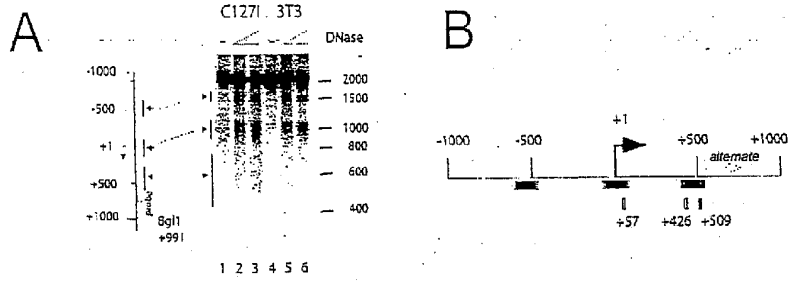 A
C127I. 3T3
DNase
-1000
-500
+1
+500
+1000
probe
Bgl1
+991
2000
1500
1000
800
600
400
1 2 3 4 5 6
B
+1
-1000 -500 +500 +1000
alternate
+57 +426 +509